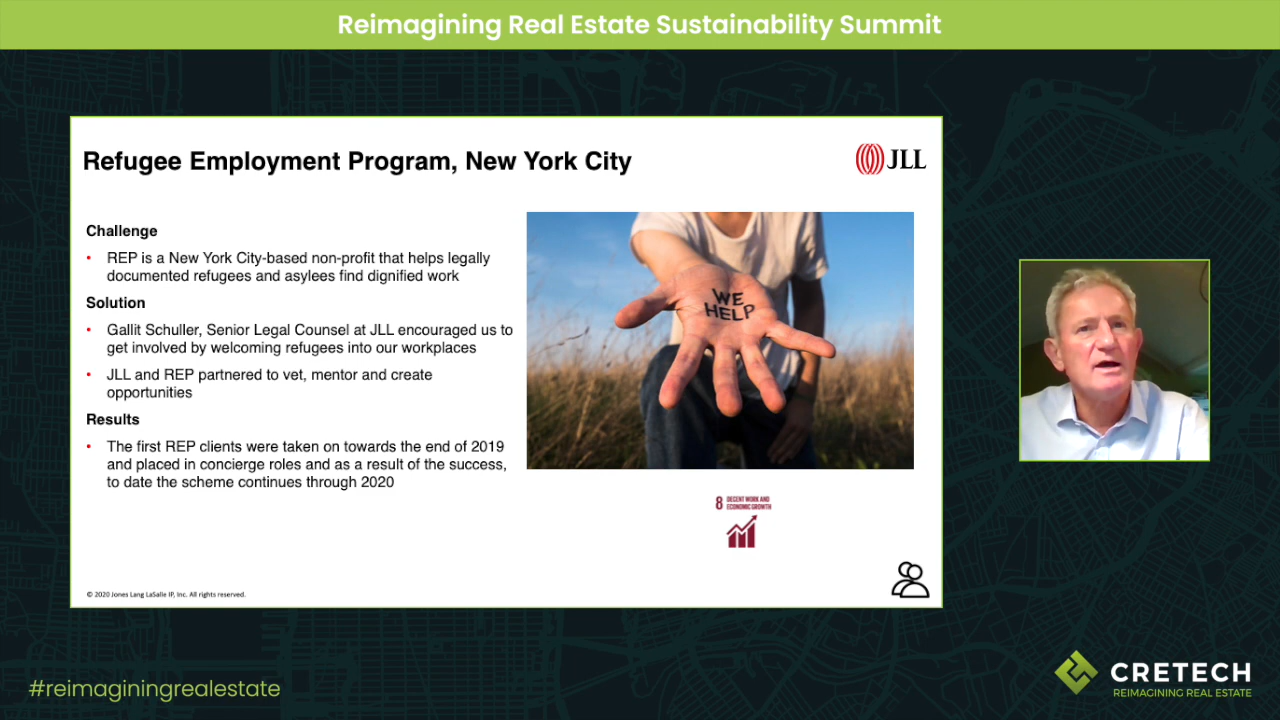 Reimagining Real Estate Sustainability Summit
Refugee Employment Program, New York City
JLL
Challenge
• REP is a New York City-based non-profit that helps legally
documented refugees and asylees find dignified work
Solution
• Gallit Schuller, Senior Legal Counsel at JLL encouraged us to
get involved by welcoming refugees into our workplaces
• JLL and REP partnered to vet, mentor and create
opportunities
Results
• The first REP clients were taken on towards the end of 2019
and placed in concierge roles and as a result of the success,
to date the scheme continues through 2020
WE
HELP
8 DECENT WORK AND
ECONOMIC GROWTH
© 2020 Jones Lang LaSalle IP, Inc. All rights reserved.
#reimaginingrealestate
CRETECH
REIMAGINING REAL ESTATE